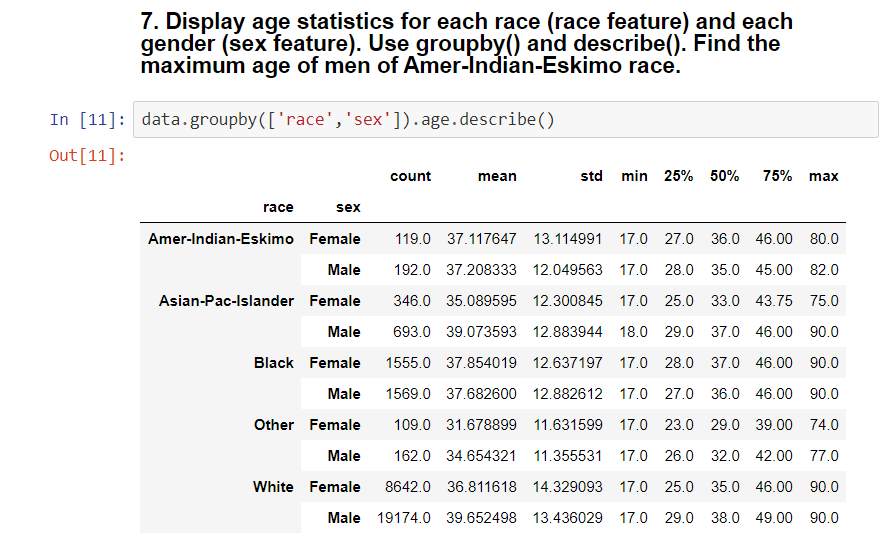 7. Display age statistics for each race (race feature) and each
gender (sex feature). Use groupby() and describe(). Find the
maximum age of men of Amer-Indian-Eskimo race.
In [11]: data.groupby(['race','sex']).age.describe()
Out[11]:
count mean std min 25% 50% 75% max
race sex
Amer-Indian-Eskimo Female 119.0 37.117647 13.114991 17.0 27.0 36.0 46.00 80.0
Male 192.0 37.208333 12.049563 17.0 28.0 35.0 45.00 82.0
Asian-Pac-Islander Female 346.0 35.089595 12.300845 17.0 25.0 33.0 43.75 75.0
Male 693.0 39.073593 12.883944 18.0 29.0 37.0 46.00 90.0
Black Female 1555.0 37.854019 12.637197 17.0 28.0 37.0 46.00 90.0
Male 1569.0 37.682600 12.882612 17.0 27.0 36.0 46.00 90.0
Other Female 109.0 31.678899 11.631599 17.0 23.0 29.0 39.00 74.0
Male 162.0 34.654321 11.355531 17.0 26.0 32.0 42.00 77.0
White Female 8642.0 36.811618 14.329093 17.0 25.0 35.0 46.00 90.0
Male 19174.0 39.652498 13.436029 17.0 29.0 38.0 49.00 90.0